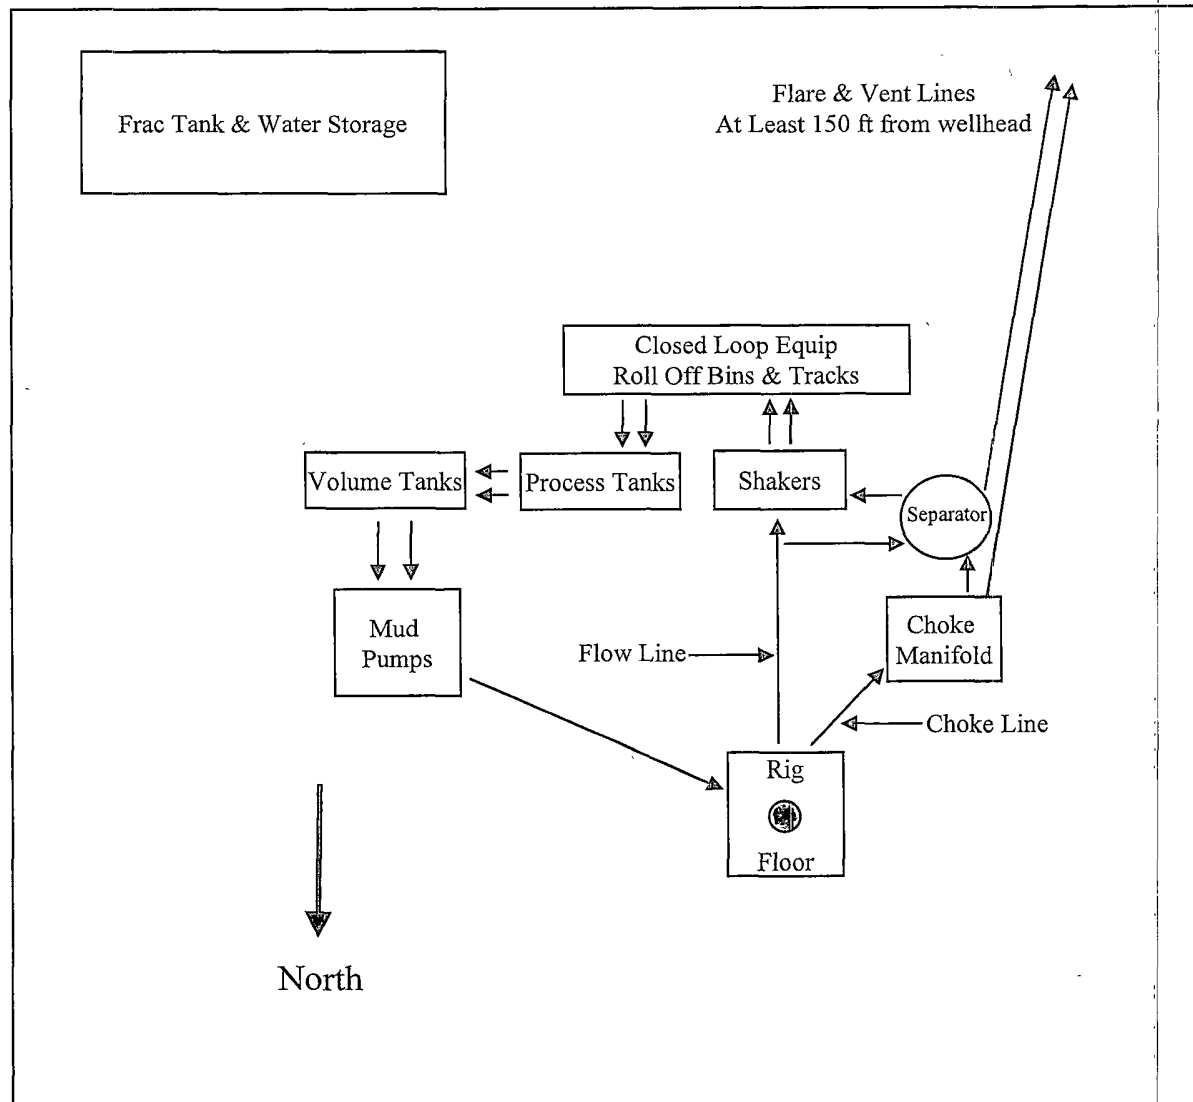 Frac Tank & Water Storage
Flare & Vent Lines
At Least 150 ft from wellhead
Closed Loop Equip
Roll Off Bins & Tracks
Volume Tanks
Process Tanks
Shakers
Separator
Mud
Pumps
Flow Line
Choke
Manifold
Choke Line
Rig
Floor
North